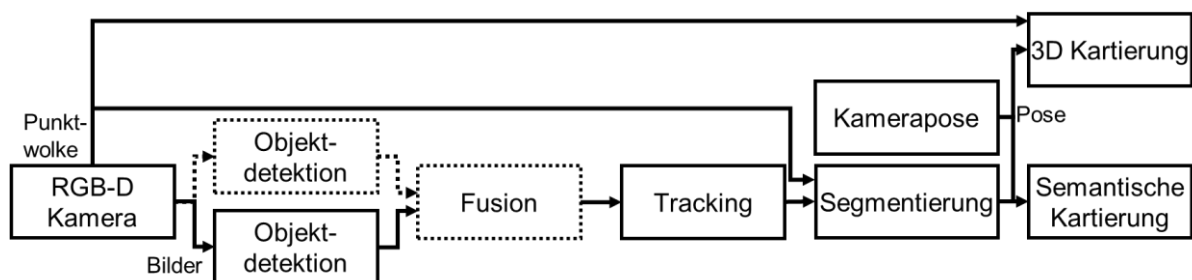 Punkt-
wolke
RGB-D
Kamera
Bilder
Objekt-
detektion
Objekt-
detektion
Fusion
Tracking
Kamerapose
Segmentierung
Pose
3D Kartierung
Semantische
Kartierung